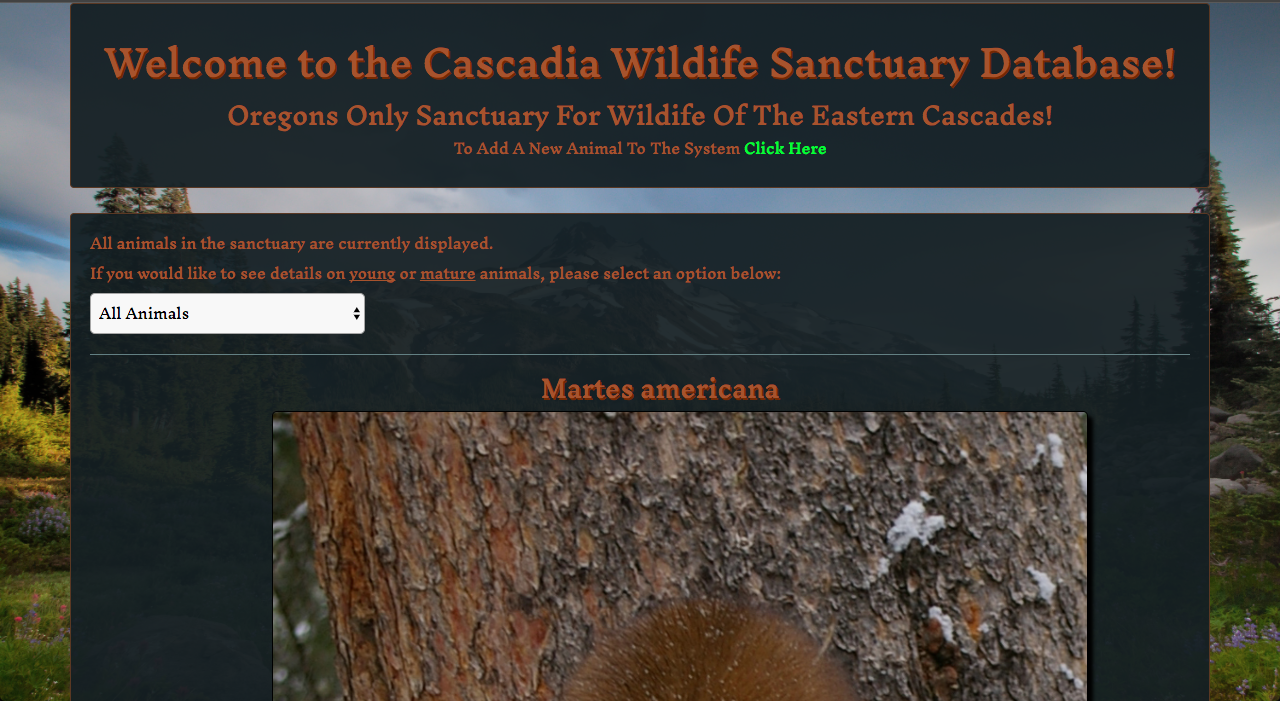 Welcome to the Cascadia Wildife Sanctuary Database!
Oregons Only Sanctuary For Wildlife Of The Eastern Cascades!
To Add A New Animal To The System Click Here
All animals in the sanctuary are currently displayed.
If you would like to see details on young or mature animals, please select an option below:
All Animals
Martes americana